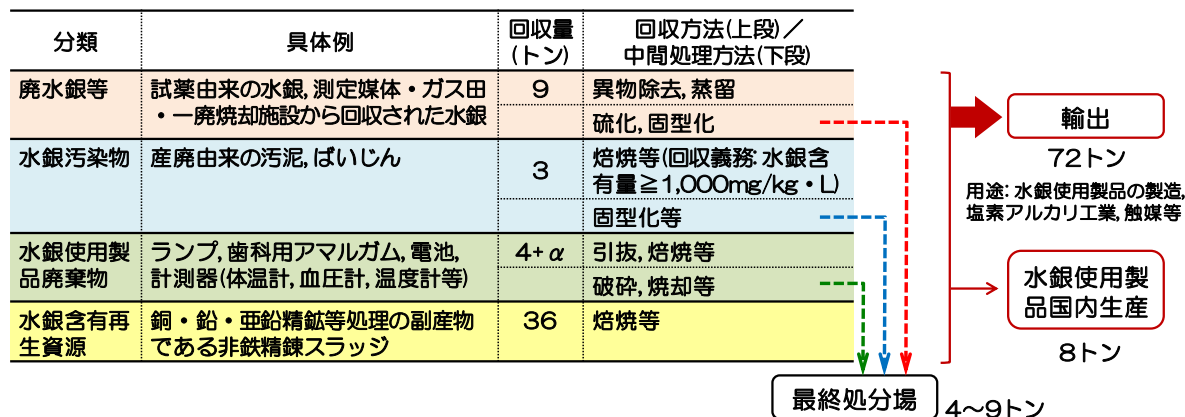 分類
具体例
回収量
(トン)
回収方法(上段)／
中間処理方法(下段)
廃水銀等
試薬由来の水銀, 測定媒体・ガス田
・一廃焼却施設から回収された水銀
9
異物除去, 蒸留
硫化, 固型化
水銀汚染物
産廃由来の汚泥, ばいじん
3
焙焼等(回収義務: 水銀含
有量≧1,000mg/kg・L)
固型化等
水銀使用製
品廃棄物
ランプ, 歯科用アマルガム, 電池,
計測器(体温計, 血圧計, 温度計等)
4+α
引抜, 焙焼等
破砕, 焼却等
水銀含有再
生資源
銅・鉛・亜鉛精鉱等処理の副産物
である非鉄精錬スラッジ
36
焙焼等
輸出
72トン
用途: 水銀使用製品の製造,
塩素アルカリ工業, 触媒等
水銀使用製
品国内生産
8トン
最終処分場
4～9トン